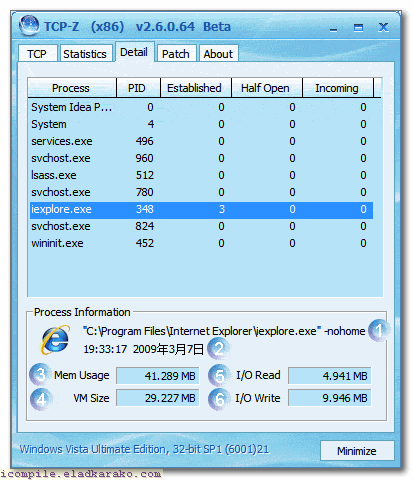 TCP-Z (x86) v2.6.0.64 Beta
TCP Statistics Detail Patch About
Process PID Established Half Open Incoming
System Idea P... 0 0 0 0
System 4 0 0 0
services.exe 496 0 0 0
svchost.exe 960 0 0 0
lsass.exe 512 0 0 0
svchost.exe 780 0 0 0
iexplore.exe 348 3 0 0
svchost.exe 824 0 0 0
wininit.exe 452 0 0 0
Process Information
"C:\Program Files\Internet Explorer\iexplore.exe" -nohome 1
19:33:17 2009年3月7日 2
3 Mem Usage 41.289 MB 5 I/O Read 4.941 MB
4 VM Size 29.227 MB 6 I/O Write 9.946 MB
Windows Vista Ultimate Edition, 32-bit SP1 (6001)21 Minimize
icompile.eladkarako.com